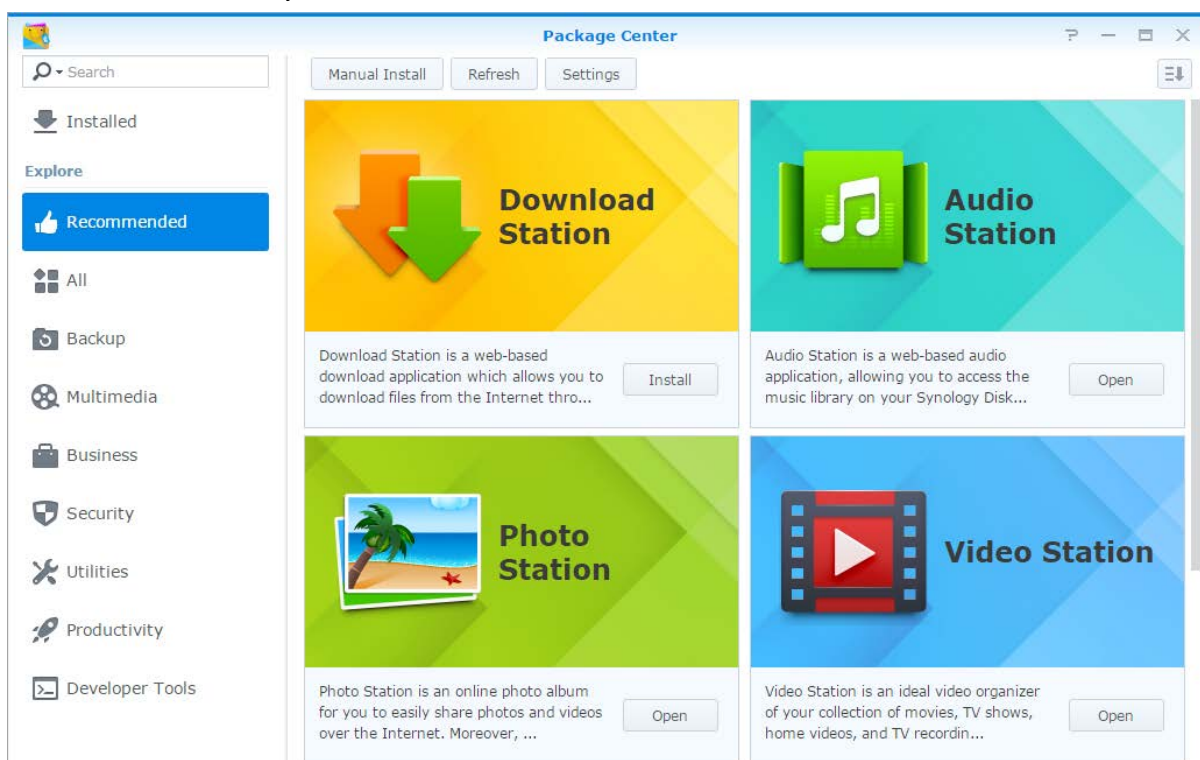 Package Center
Search
Manual Install
Refresh
Settings
Installed
Explore
Recommended
All
Backup
Multimedia
Business
Security
Utilities
Productivity
Developer Tools
Download
Station
Download Station is a web-based
download application which allows you to
download files from the Internet thro...
Install
Audio
Station
Audio Station is a web-based audio
application, allowing you to access the
music library on your Synology Disk...
Open
Photo
Station
Photo Station is an online photo album
for you to easily share photos and videos
over the Internet. Moreover, ...
Open
Video Station
Video Station is an ideal video organizer
of your collection of movies, TV shows,
home videos, and TV recordin...
Open